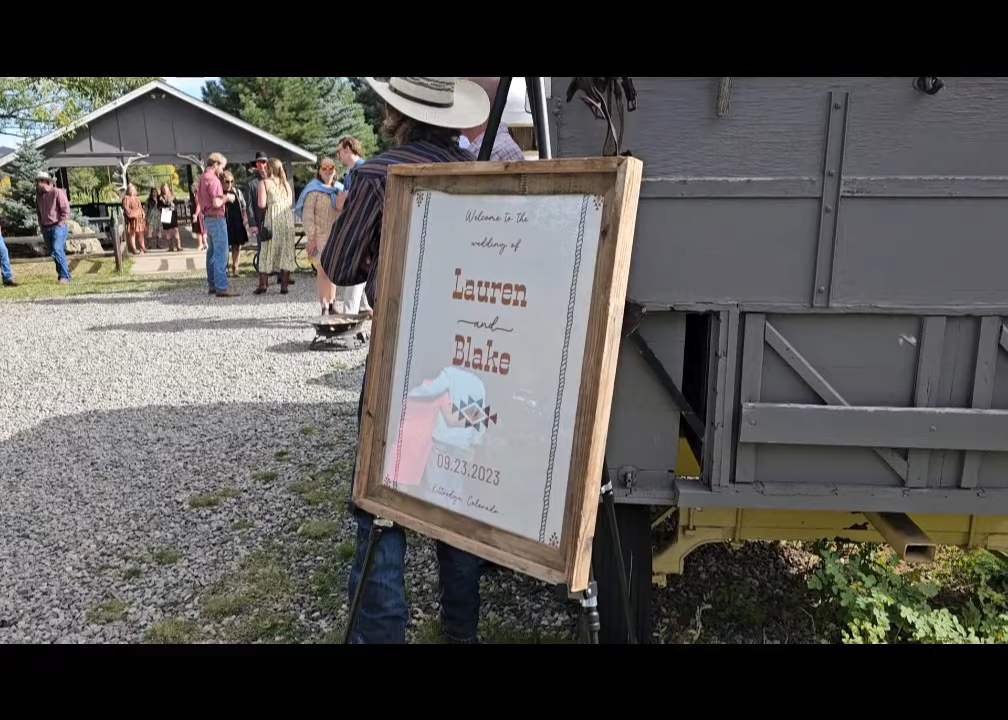 Welcome to the
wedding of
Lauren
and
Blake
09.23.2023
Kittredge, Colorado